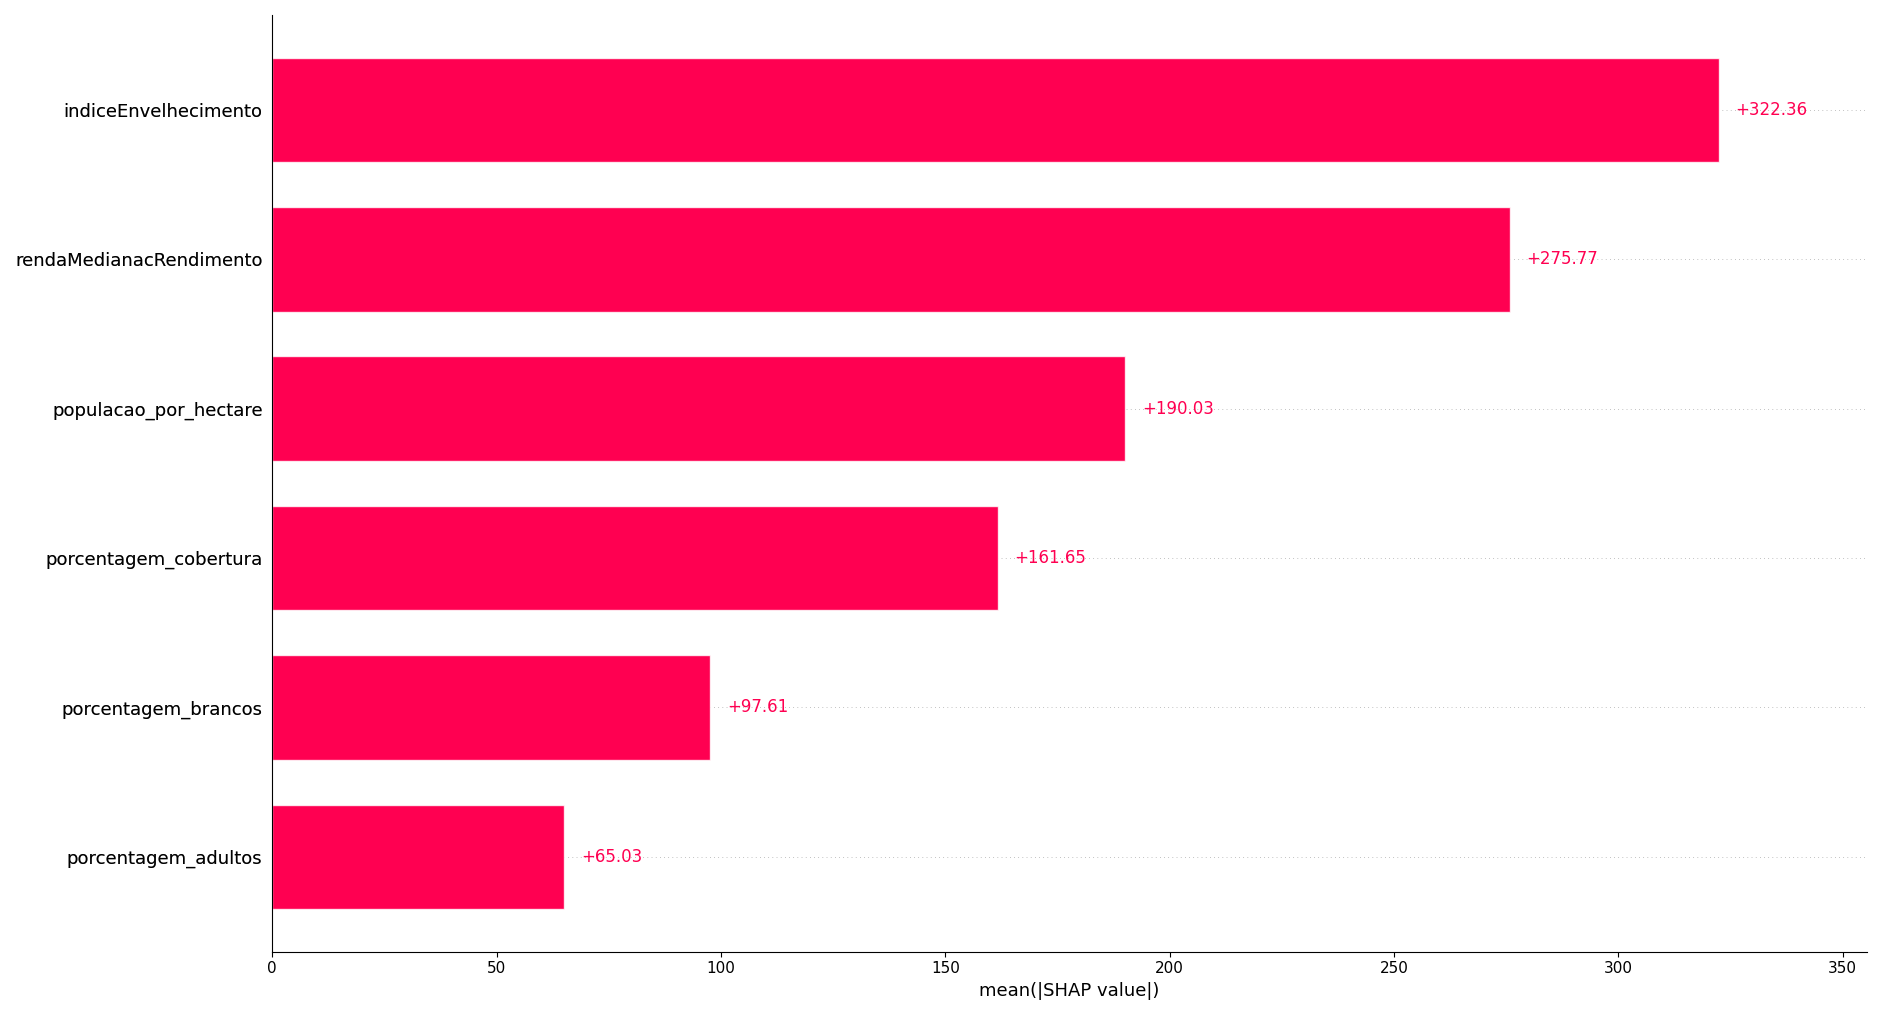 indiceEnvelhecimento +322.36
rendaMedianacRendimento +275.77
populacao_por_hectare +190.03
porcentagem_cobertura +161.65
porcentagem_brancos +97.61
porcentagem_adultos +65.03
0 50 100 150 200 250 300 350
mean(|SHAP value|)